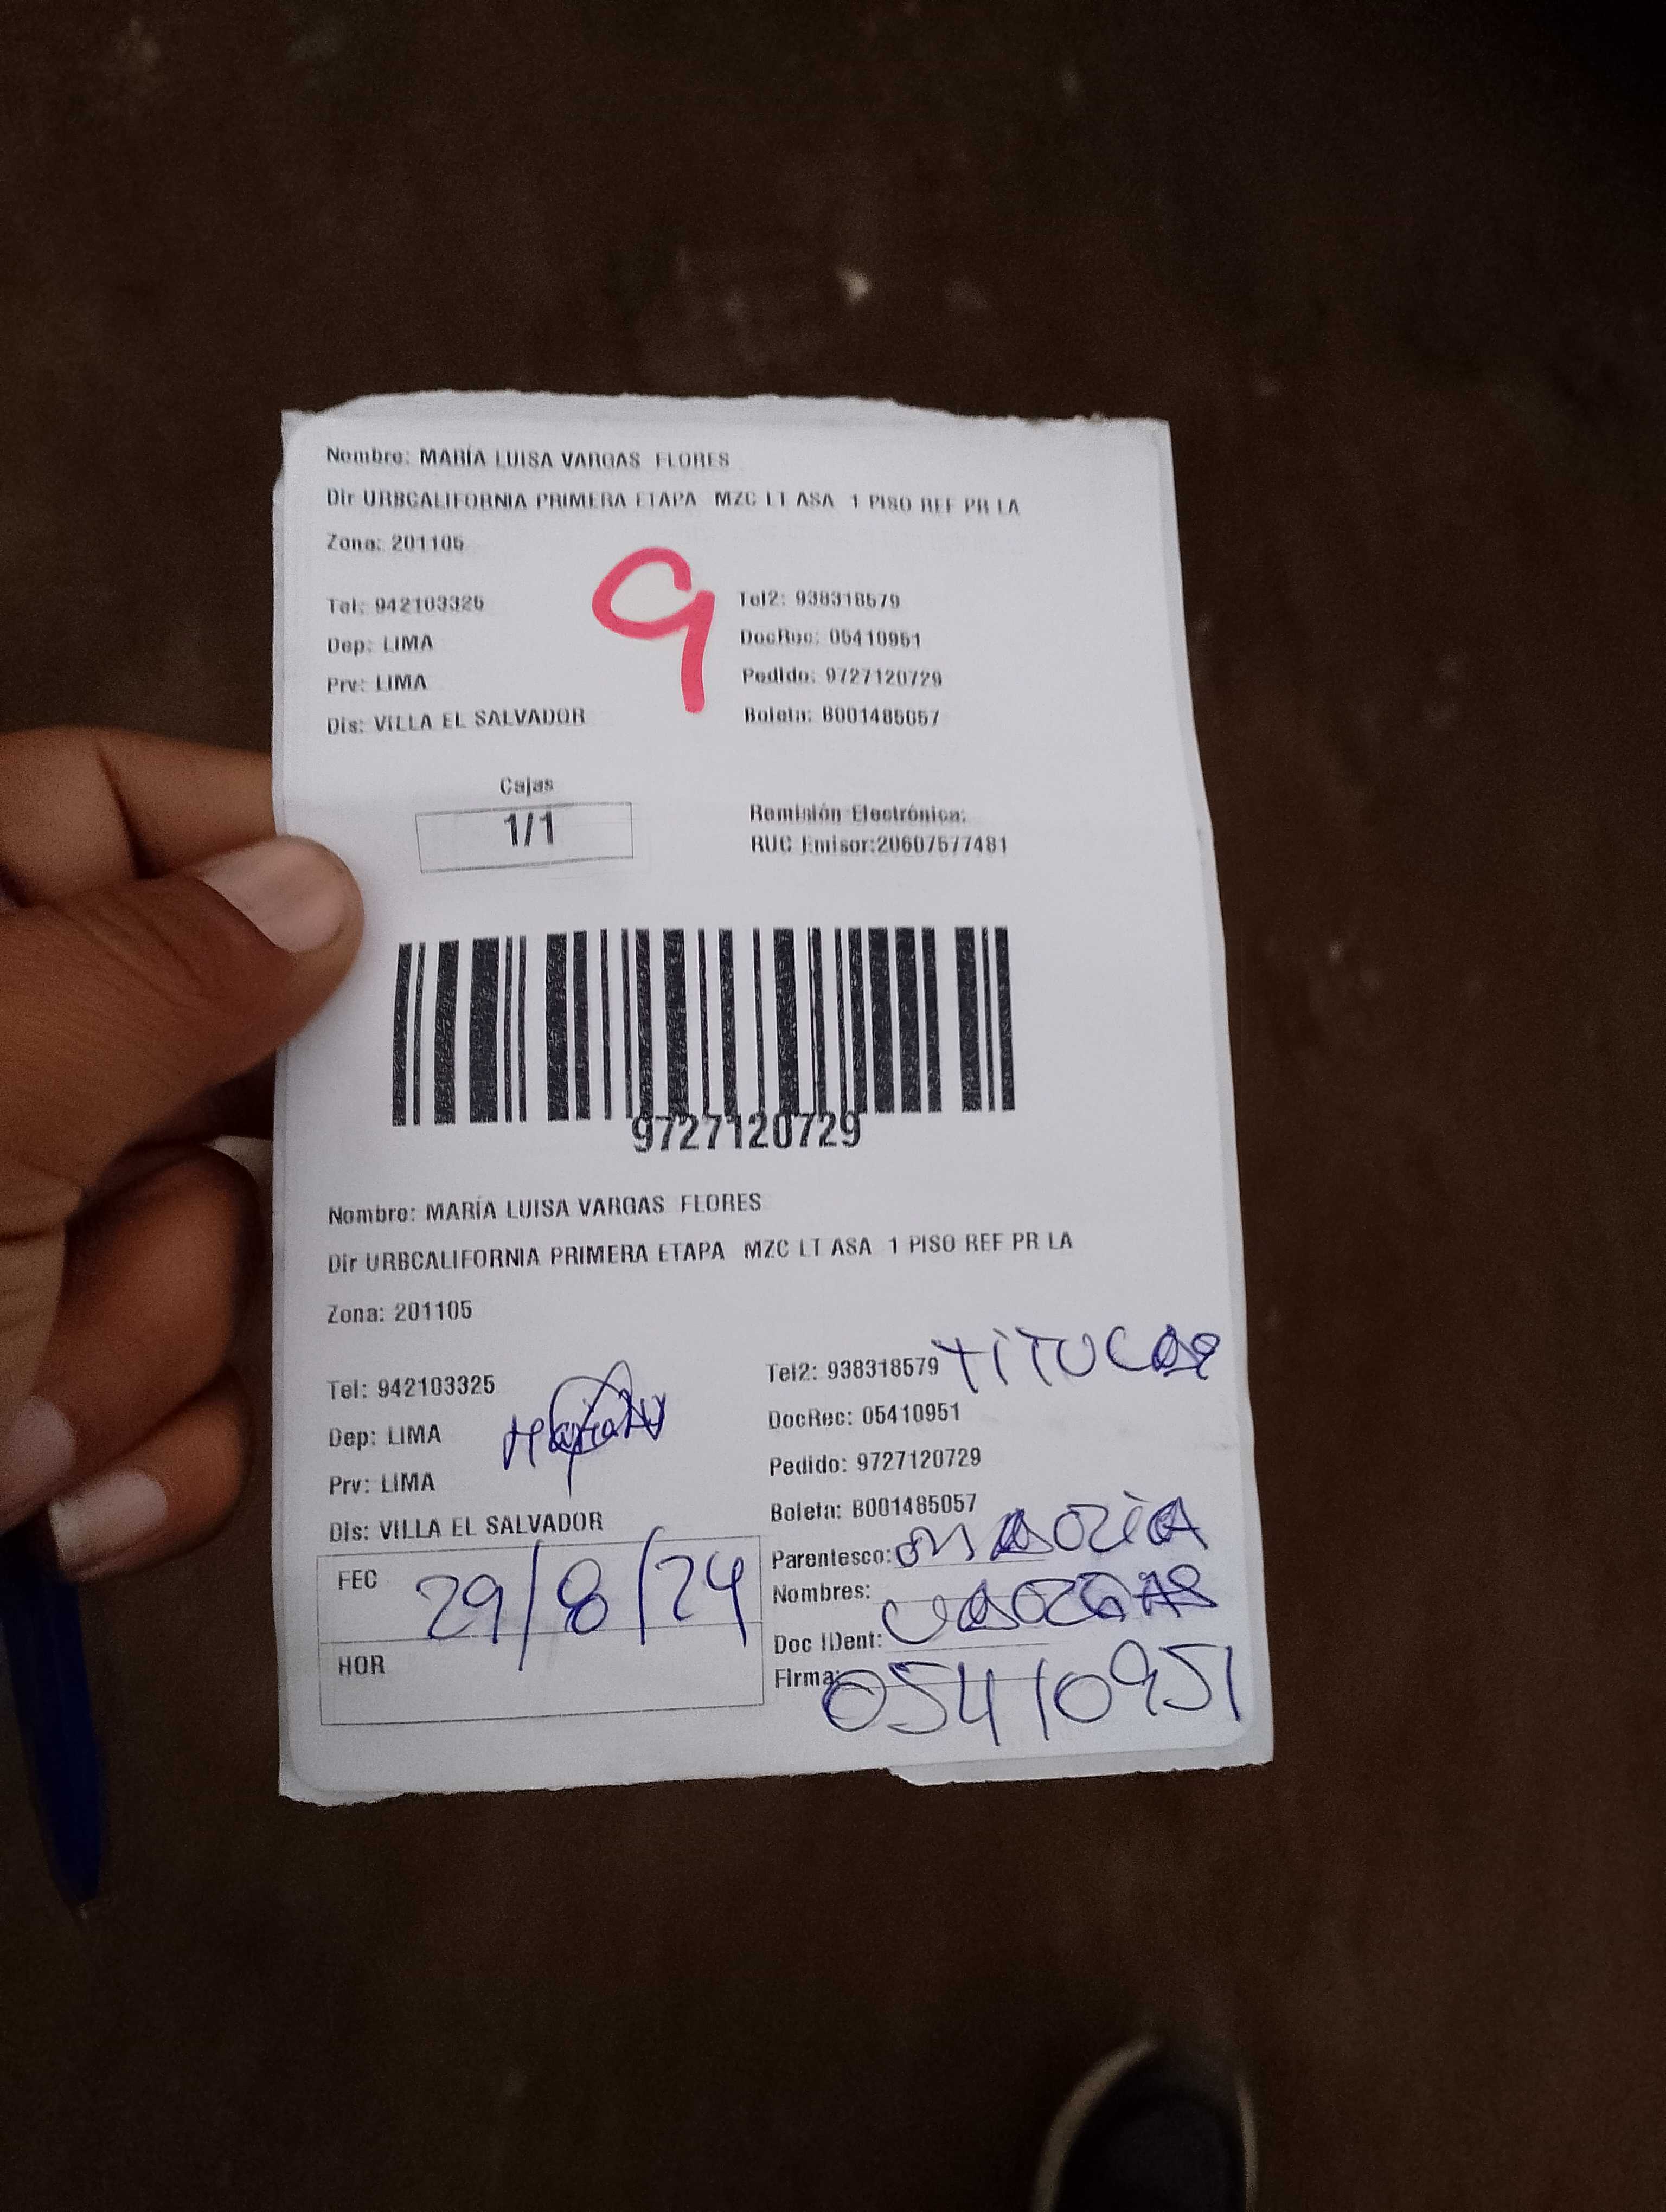 Nombre: MARÍA LUISA VARGAS FLORES
Dir URBCALIFORNIA PRIMERA ETAPA MZC LT ASA 1 PISO REF PR LA
Zona: 201105
9
Tel: 942103325 Tel2: 938318579
Dep: LIMA DocRec: 05410951
Prv: LIMA Pedido: 9727120729
Dis: VILLA EL SALVADOR Boleta: B001485057
Cajas
1/1
Remisión Electrónica:
RUC Emisor:20607577481
9727120729
Nombre: MARÍA LUISA VARGAS FLORES
Dir URBCALIFORNIA PRIMERA ETAPA MZC LT ASA 1 PISO REF PR LA
Zona: 201105
Tel: 942103325 Tel2: 938318579 TITULAR
Dep: LIMA DocRec: 05410951
Prv: LIMA Pedido: 9727120729
Dis: VILLA EL SALVADOR Boleta: B001485057
FEC 29/8/24
HOR
Parentesco: MARIA
Nombres: VARGAS
Doc IDent:
Firma: 05410951